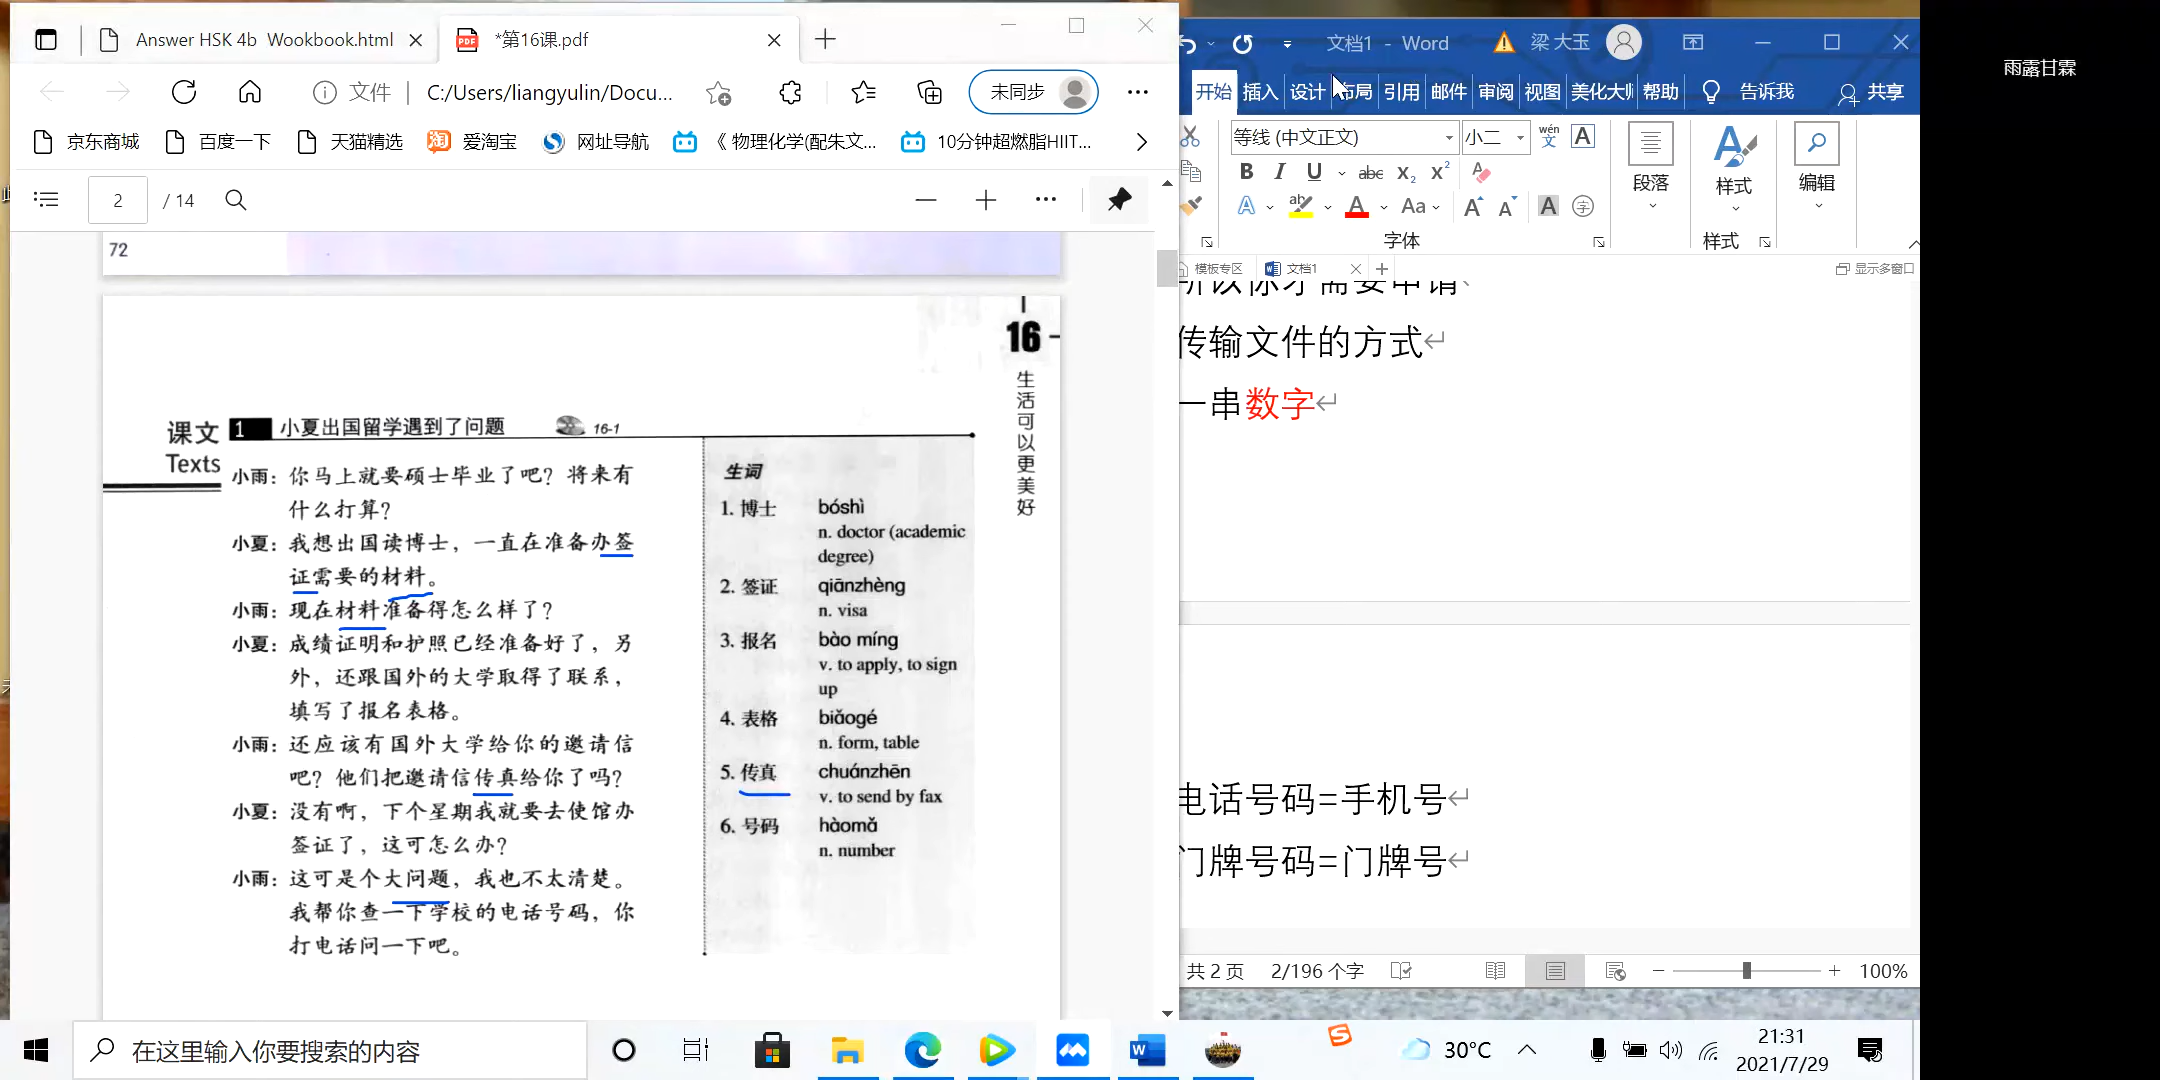 Answer HSK 4b Wookbook.html
*第16课.pdf
文件
C:/Users/liangyulin/Docu...
未同步
京东商城
百度一下
天猫精选
爱淘宝
网址导航
《 物理化学(配朱文...
10分钟超燃脂HIIT...
2
/ 14
72
16
生活可以更美好
课文
Texts
1
小夏出国留学遇到了问题
16-1
小雨：你马上就要硕士毕业了吧？将来有
什么打算？
小夏：我想出国读博士，一直在准备办签
证需要的材料。
小雨：现在材料准备得怎么样了？
小夏：成绩证明和护照已经准备好了，另
外，还跟国外的大学取得了联系，
填写了报名表格。
小雨：还应该有国外大学给你的邀请信
吧？他们把邀请信传真给你了吗？
小夏：没有啊，下个星期我就要去使馆办
签证了，这可怎么办？
小雨：这可是个大问题，我也不太清楚。
我帮你查一下学校的电话号码，你
打电话问一下吧。
生词
1. 博士 bóshì
n. doctor (academic
degree)
2. 签证 qiānzhèng
n. visa
3. 报名 bào míng
v. to apply, to sign
up
4. 表格 biǎogé
n. form, table
5. 传真 chuánzhēn
v. to send by fax
6. 号码 hàomǎ
n. number
文档1 - Word
梁 大玉
开始 插入 设计 布局 引用 邮件 审阅 视图 美化大师 帮助 告诉我 共享
等线 (中文正文)
小二
wén
文
A
B I U abc x₂ x²
A ab A Aa A A A 字
字体
段落
样式
样式
编辑
模板专区
文档1
显示多窗口
所以你才需要申请
传输文件的方式
一串数字
电话号码=手机号
门牌号码=门牌号
共 2 页
2/196 个字
100%
在这里输入你要搜索的内容
30°C
21:31
2021/7/29
雨露甘霖